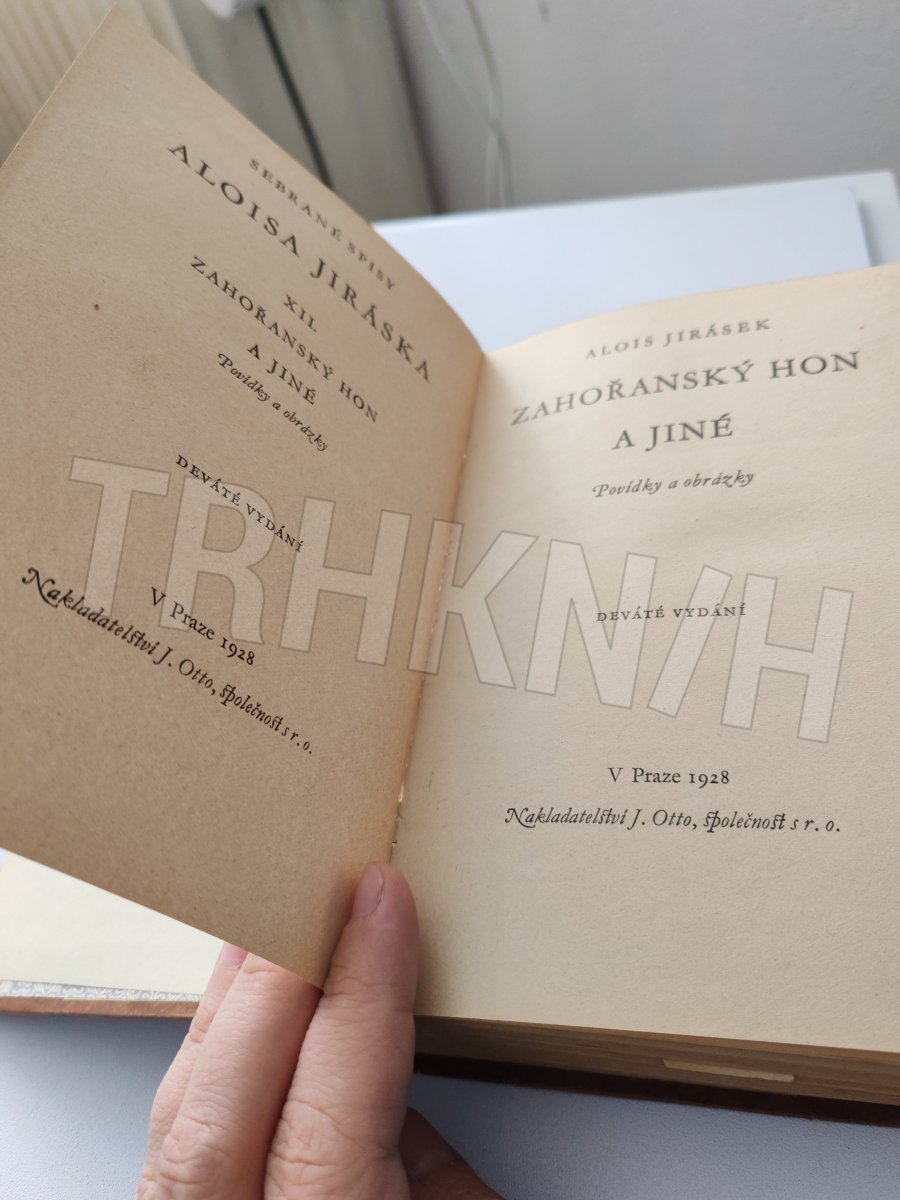 SEBRANÉ SPISY
ALOISA JIRÁSKA
XII.
ZAHOŘANSKÝ HON
A JINÉ
Povídky a obrázky
DEVÁTÉ VYDÁNÍ
V Praze 1928
Nakladatelství J. Otto, společnost s r. o.
ALOIS JIRÁSEK
ZAHOŘANSKÝ HON
A JINÉ
Povídky a obrázky
DEVÁTÉ VYDÁNÍ
V Praze 1928
Nakladatelství J. Otto, společnost s r. o.
TRHKN/H